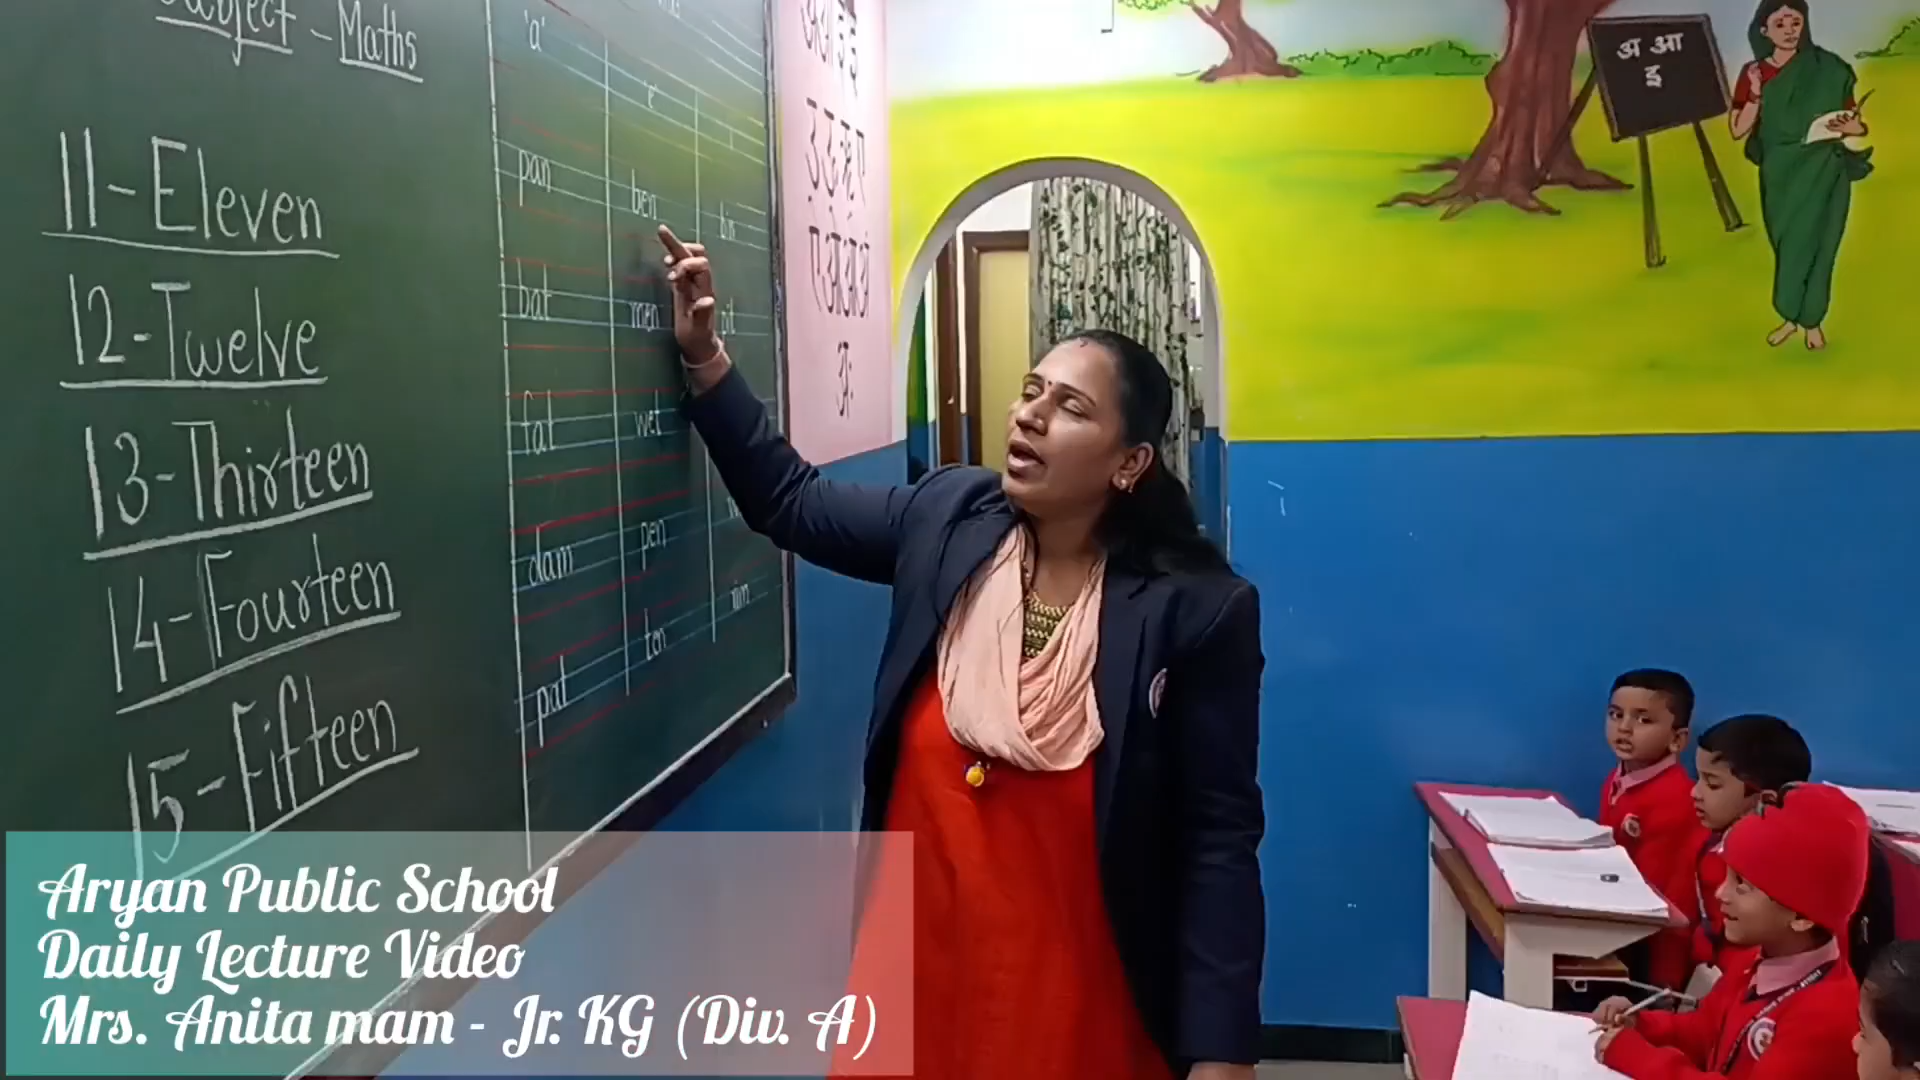 Subject - Maths
11-Eleven
12-Twelve
13-Thirteen
14-Fourteen
15-Fifteen
'a'
'e'
pan ben
bat men pit
fat wet
dam pen
pat ten
अ आ
इ
अः
Aryan Public School
Daily Lecture Video
Mrs. Anita mam - Jr. KG (Div. A)